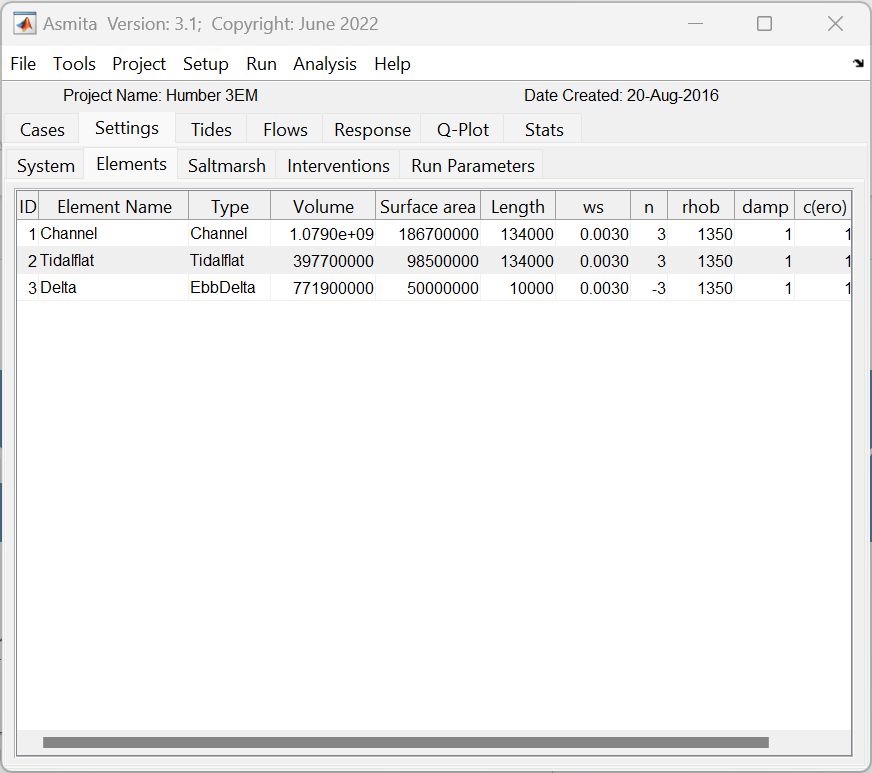 Asmita Version: 3.1; Copyright: June 2022
File Tools Project Setup Run Analysis Help
Project Name: Humber 3EM Date Created: 20-Aug-2016
Cases Settings Tides Flows Response Q-Plot Stats
System Elements Saltmarsh Interventions Run Parameters
ID Element Name Type Volume Surface area Length ws n rhob damp c(ero)
1 Channel Channel 1.0790e+09 186700000 134000 0.0030 3 1350 1 1
2 Tidalflat Tidalflat 397700000 98500000 134000 0.0030 3 1350 1 1
3 Delta EbbDelta 771900000 50000000 10000 0.0030 -3 1350 1 1